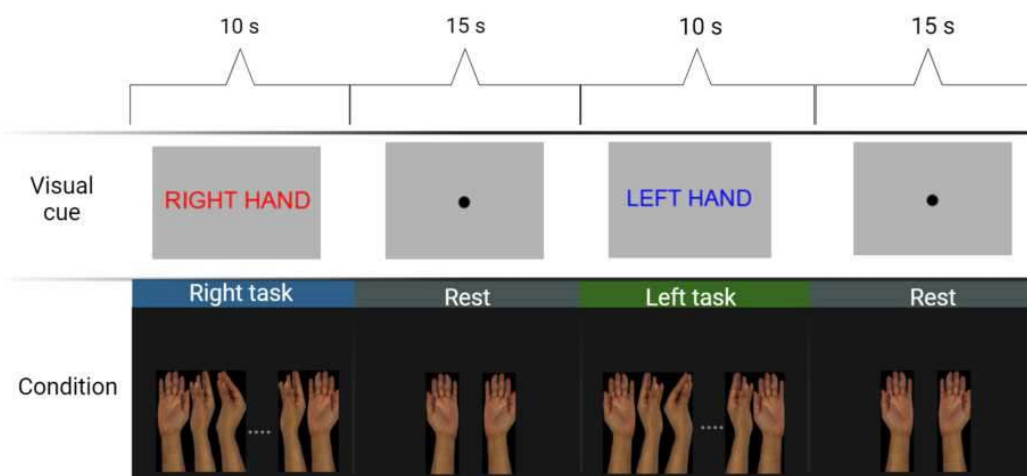 10 s
15 s
10 s
15 s
Visual
cue
RIGHT HAND
LEFT HAND
Right task
Rest
Left task
Rest
Condition
....
....